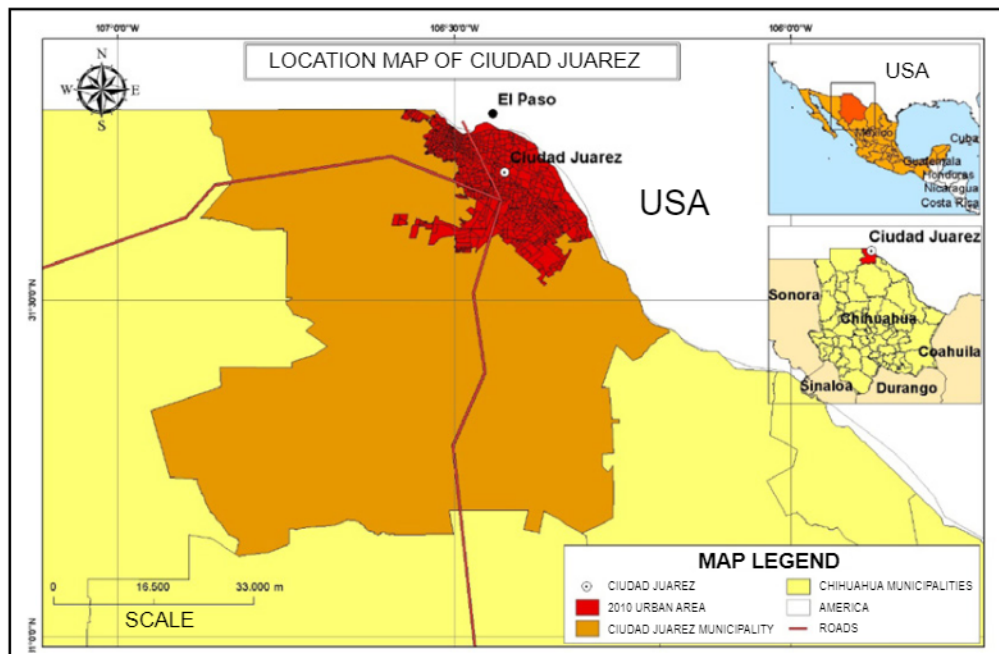 107°0'0"W
106°30'0"W
106°0'0"W
LOCATION MAP OF CIUDAD JUAREZ
N
W
E
S
El Paso
Ciudad Juarez
USA
31°30'0"N
USA
México
Cuba
Guatemala
Honduras
Nicaragua
Costa Rica
Ciudad Juarez
Sonora
Chihuahua
Coahuila
Sinaloa
Durango
0 16.500 33.000 m
SCALE
MAP LEGEND
CIUDAD JUAREZ
2010 URBAN AREA
CIUDAD JUAREZ MUNICIPALITY
CHIHUAHUA MUNICIPALITIES
AMERICA
ROADS